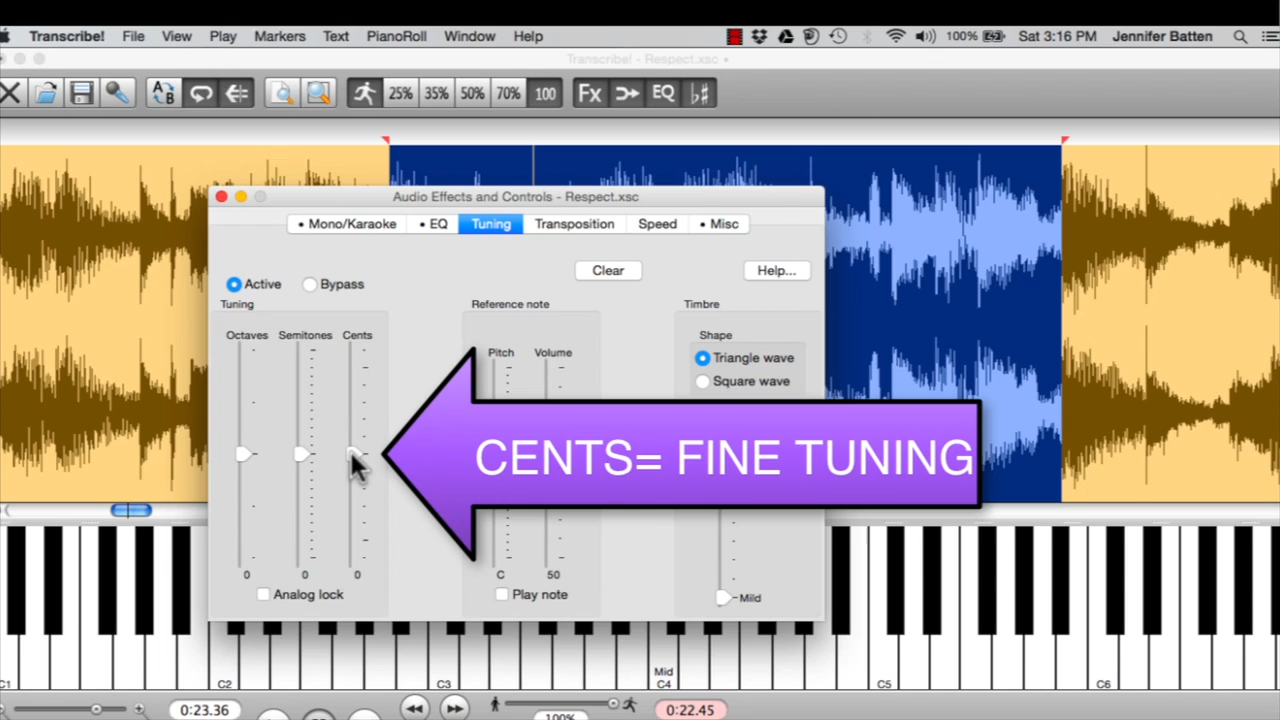 Transcribe! File View Play Markers Text PianoRoll Window Help 100% Sat 3:16 PM Jennifer Batten
Transcribe! - Respect.xsc •
A B 25% 35% 50% 70% 100 Fx EQ b♯
Audio Effects and Controls - Respect.xsc
• Mono/Karaoke • EQ Tuning Transposition Speed • Misc
Clear Help...
Active Bypass
Tuning Reference note Timbre
Octaves Semitones Cents Shape
Pitch Volume Triangle wave
Square wave
CENTS= FINE TUNING
0 0 0 C 50
Analog lock Play note Mild
Mid
C1 C2 C3 C4 C5 C6
0:23.36 0:22.45
100%